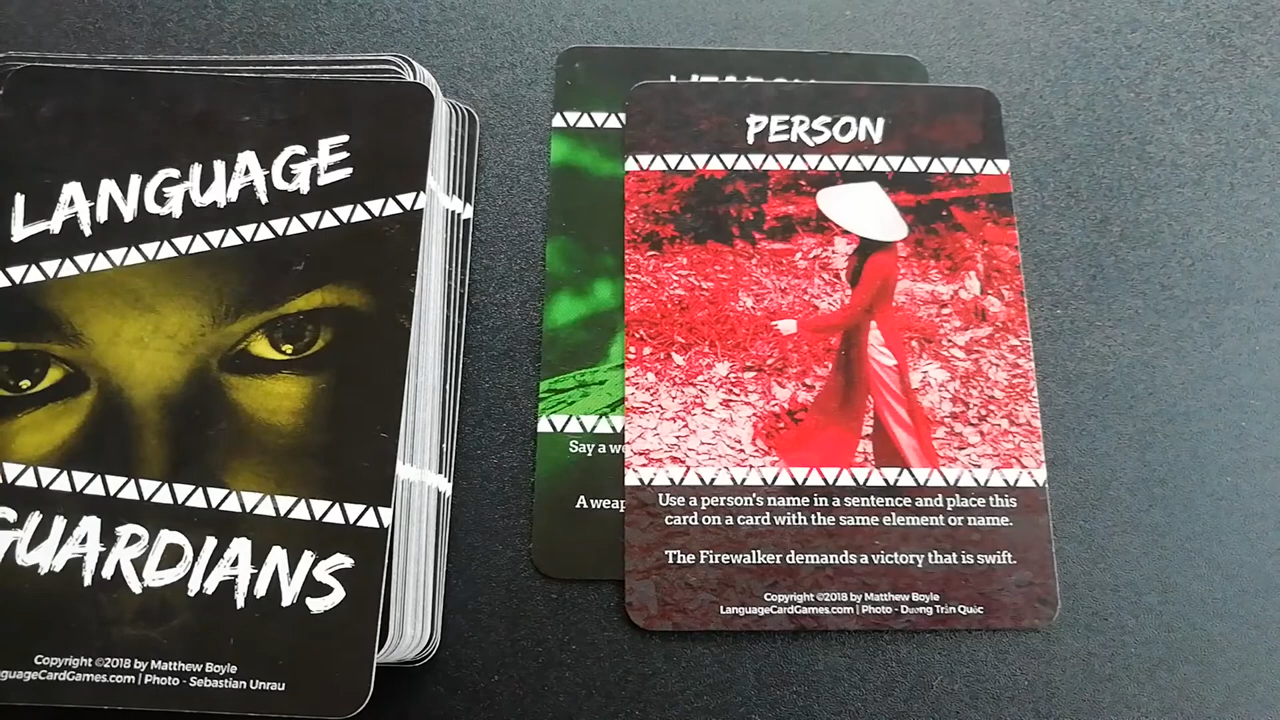 LANGUAGE
GUARDIANS
Copyright ©2018 by Matthew Boyle
nguageCardGames.com | Photo - Sebastian Unrau
WEAPON
Say a we
A weap
PERSON
Use a person's name in a sentence and place this
card on a card with the same element or name.
The Firewalker demands a victory that is swift.
Copyright ©2018 by Matthew Boyle
LanguageCardGames.com | Photo - Dương Trần Quốc